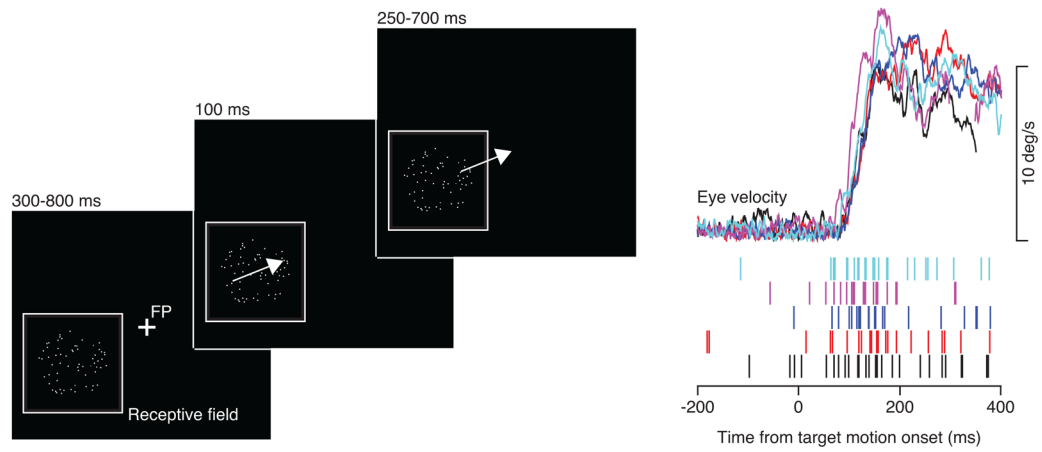 250-700 ms
100 ms
300-800 ms
FP
Receptive field
Eye velocity
10 deg/s
-200 0 200 400
Time from target motion onset (ms)